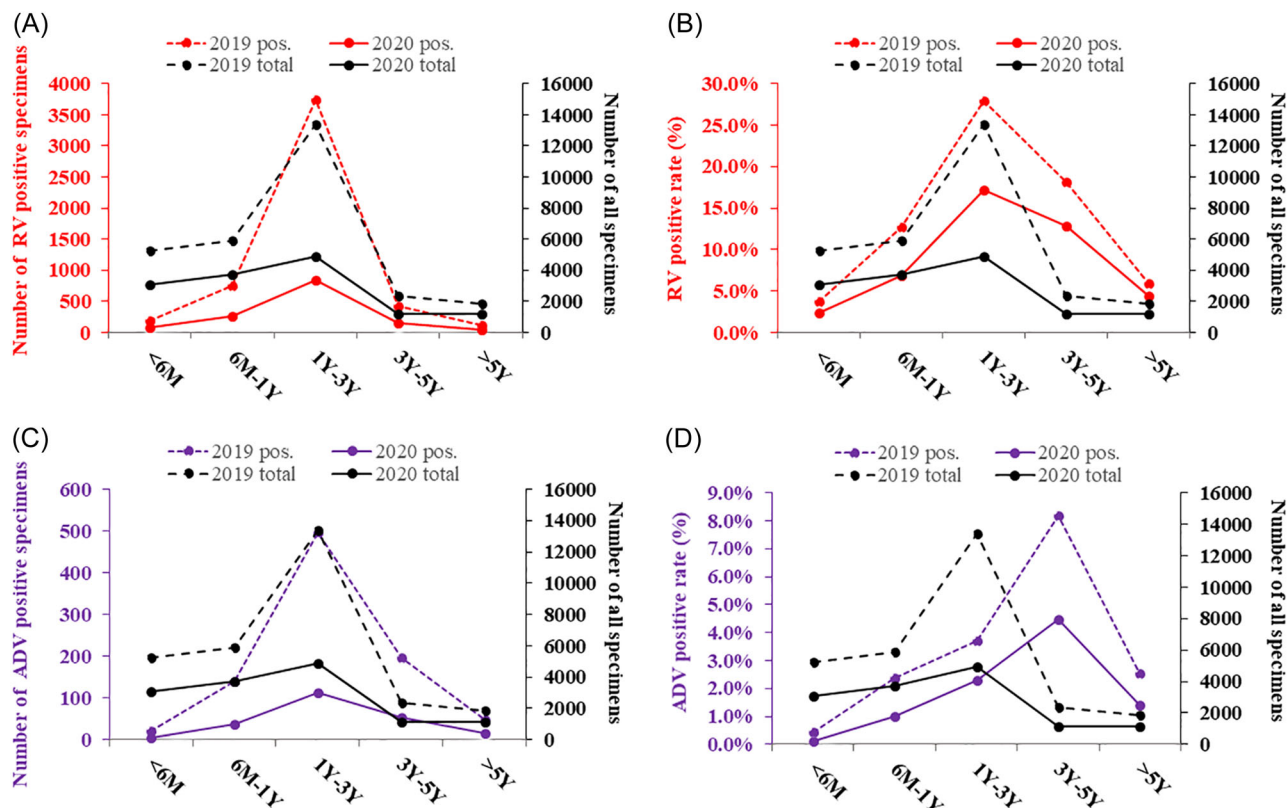 (A)
2019 pos. 2020 pos.
2019 total 2020 total
Number of RV positive specimens
4000
3500
3000
2500
2000
1500
1000
500
0
16000
14000
12000
10000
8000
6000
4000
2000
0
Number of all specimens
<6M 6M-1Y 1Y-3Y 3Y-5Y >5Y
(B)
2019 pos. 2020 pos.
2019 total 2020 total
RV positive rate (%)
30.0%
25.0%
20.0%
15.0%
10.0%
5.0%
0.0%
16000
14000
12000
10000
8000
6000
4000
2000
0
Number of all specimens
<6M 6M-1Y 1Y-3Y 3Y-5Y >5Y
(C)
2019 pos. 2020 pos.
2019 total 2020 total
Number of ADV positive specimens
600
500
400
300
200
100
0
16000
14000
12000
10000
8000
6000
4000
2000
0
Number of all specimens
<6M 6M-1Y 1Y-3Y 3Y-5Y >5Y
(D)
2019 pos. 2020 pos.
2019 total 2020 total
ADV positive rate (%)
9.0%
8.0%
7.0%
6.0%
5.0%
4.0%
3.0%
2.0%
1.0%
0.0%
16000
14000
12000
10000
8000
6000
4000
2000
0
Number of all specimens
<6M 6M-1Y 1Y-3Y 3Y-5Y >5Y